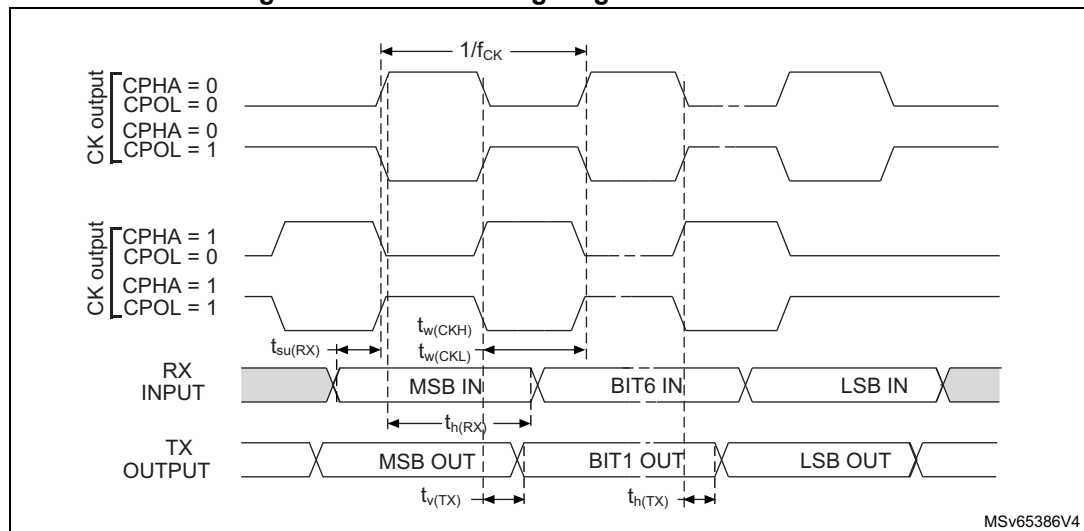 1/fCK
CK output
CPHA = 0
CPOL = 0
CPHA = 0
CPOL = 1
CK output
CPHA = 1
CPOL = 0
CPHA = 1
CPOL = 1
tw(CKH)
tw(CKL)
tsu(RX)
RX
INPUT
MSB IN
BIT6 IN
LSB IN
th(RX)
TX
OUTPUT
MSB OUT
BIT1 OUT
LSB OUT
tv(TX)
th(TX)
MSv65386V4